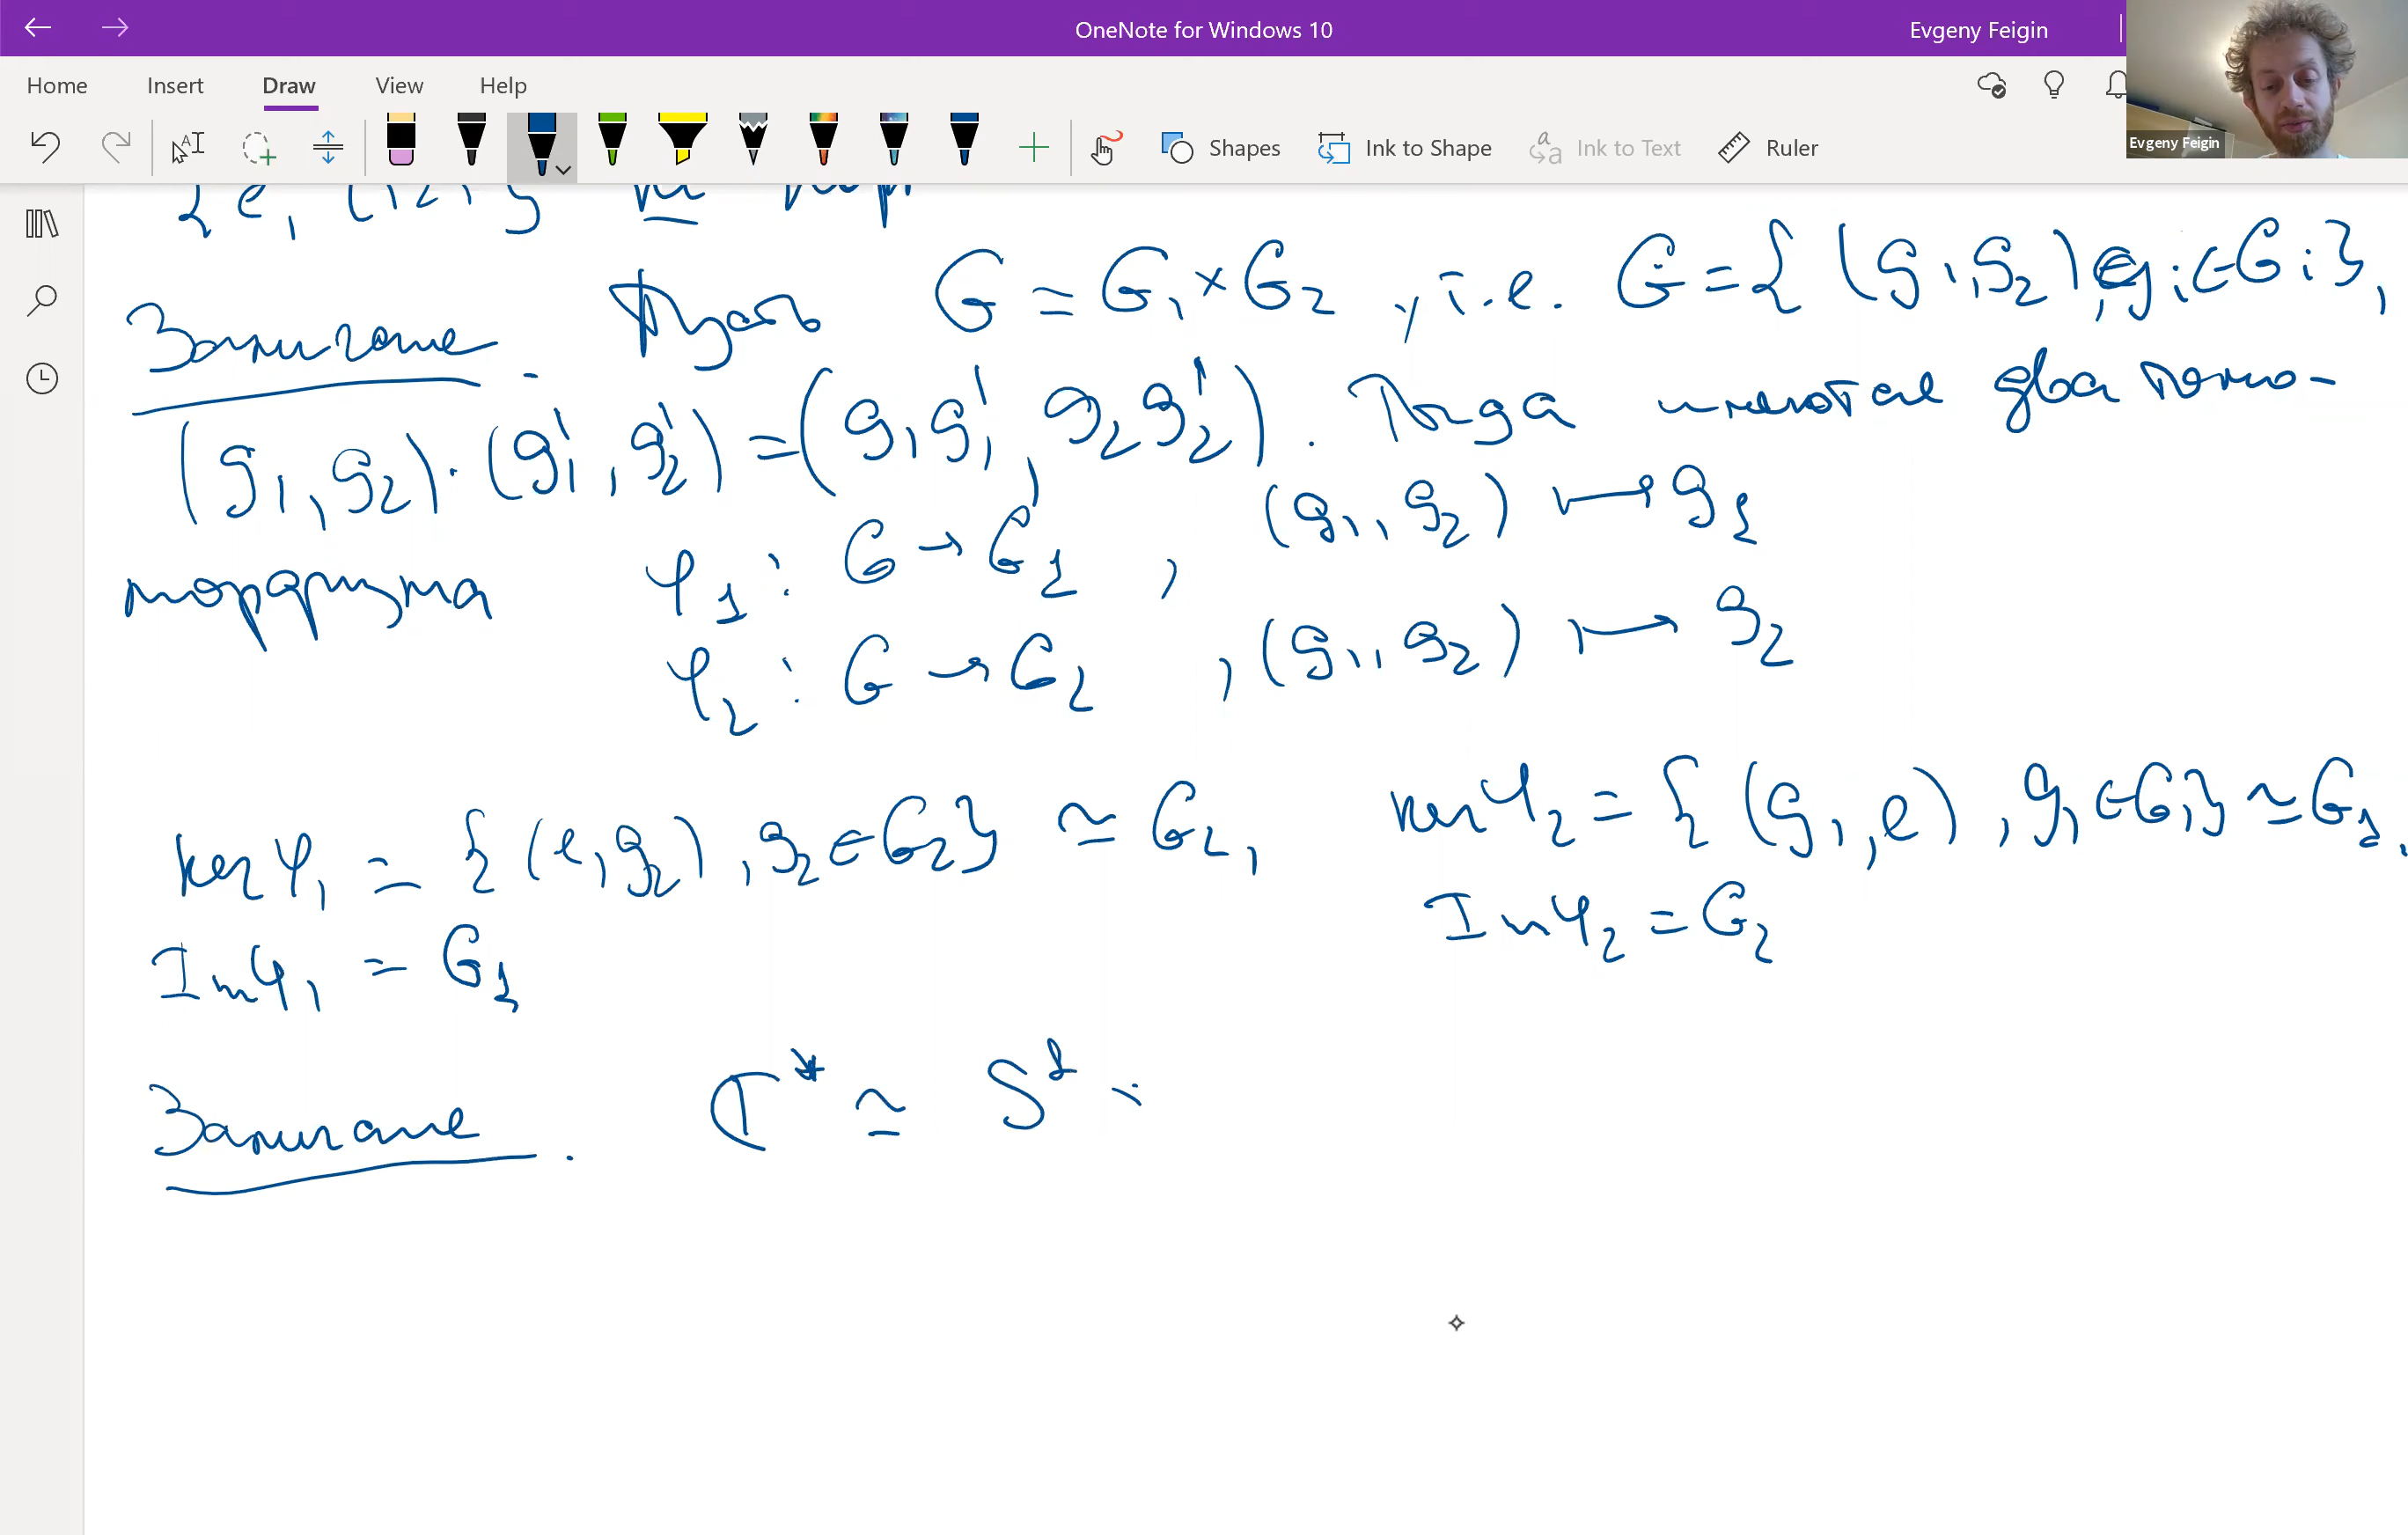 OneNote for Windows 10
Evgeny Feigin
Home Insert Draw View Help
Shapes Ink to Shape Ink to Text Ruler
Evgeny Feigin
{e, (12)} не норм
Замечание. Пусть G = G₁ × G₂, т.е. G = { (g₁, g₂), gᵢ ∈ Gᵢ },
(g₁, g₂) · (g₁', g₂') = (g₁g₁', g₂g₂'). Тогда имеются два гомо-
морфизма φ₁ : G → G₁, (g₁, g₂) ↦ g₁
φ₂ : G → G₂, (g₁, g₂) ↦ g₂
ker φ₁ = { (e, g₂), g₂ ∈ G₂ } ≃ G₂, ker φ₂ = { (g₁, e), g₁ ∈ G₁ } ≃ G₁.
Im φ₁ = G₁ Im φ₂ = G₂
Замечание. ℂ* ≃ S¹